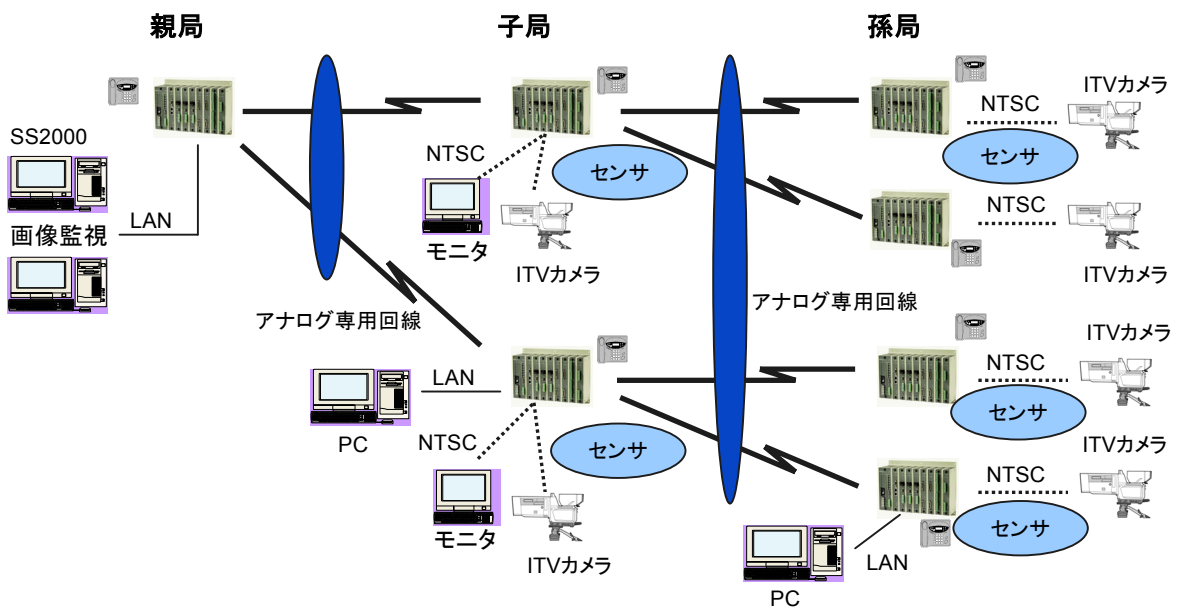 親局
子局
孫局
ITVカメラ
NTSC
センサ
SS2000
LAN
画像監視
NTSC
センサ
モニタ
ITVカメラ
NTSC
ITVカメラ
アナログ専用回線
アナログ専用回線
ITVカメラ
NTSC
センサ
LAN
PC
NTSC
センサ
モニタ
ITVカメラ
ITVカメラ
NTSC
センサ
LAN
PC